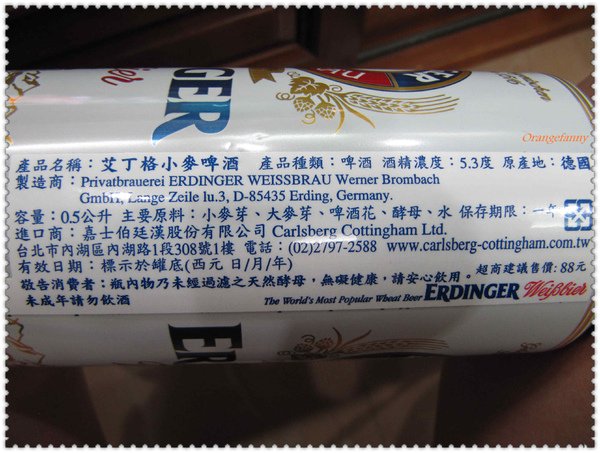 Weißbier
GER
ER
Orangefanny
產品名稱：艾丁格小麥啤酒 產品種類：啤酒 酒精濃度：5.3度 原產地：德國
製造商：Privatbrauerei ERDINGER WEISSBRAU Werner Brombach
GmbH, Lange Zeile lu.3, D-85435 Erding, Germany.
容量：0.5公升 主要原料：小麥芽、大麥芽、啤酒花、酵母、水 保存期限：一年
進口商：嘉士伯廷漢股份有限公司 Carlsberg Cottingham Ltd.
台北市內湖區內湖路1段308號1樓 電話：(02)2797-2588 www.carlsberg-cottingham.com.tw
有效日期：標示於罐底(西元 日/月/年)
敬告消費者：瓶內物乃未經過濾之天然酵母，無礙健康，請安心飲用。 超商建議售價：88元
未成年請勿飲酒 The World's Most Popular Wheat Beer ERDINGER Weißbier
ER